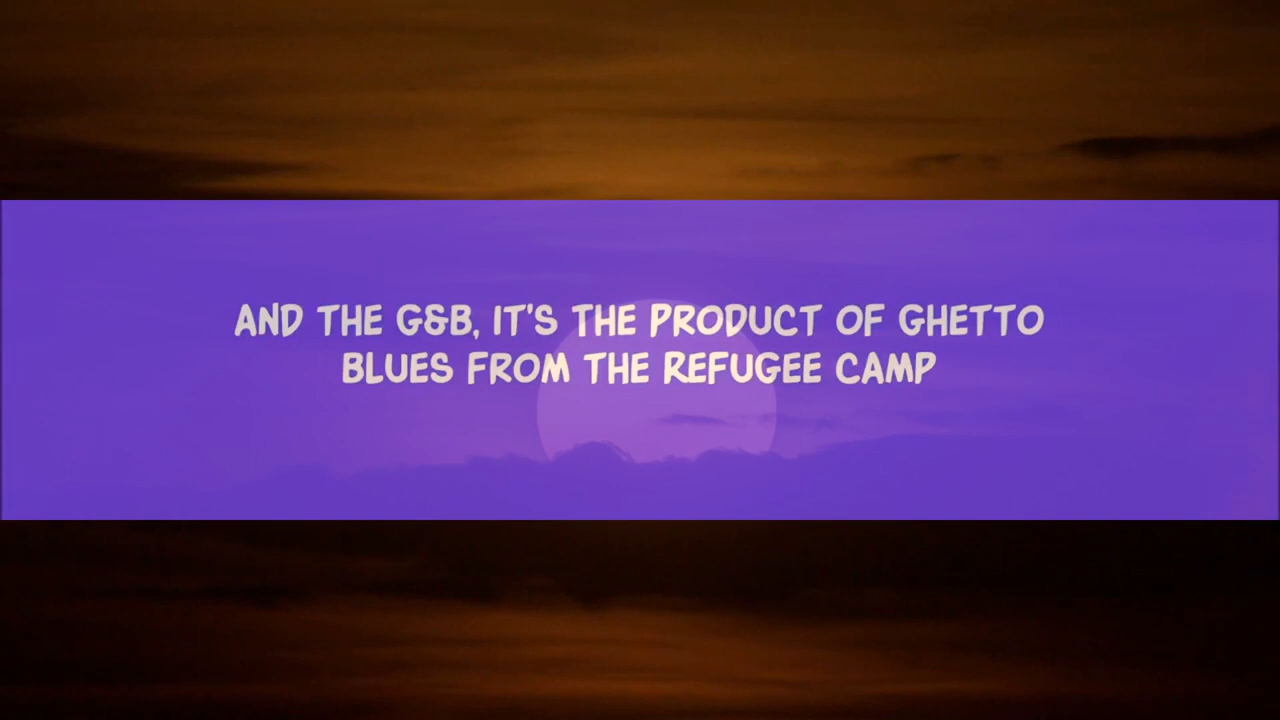 AND THE G&B, IT'S THE PRODUCT OF GHETTO
BLUES FROM THE REFUGEE CAMP